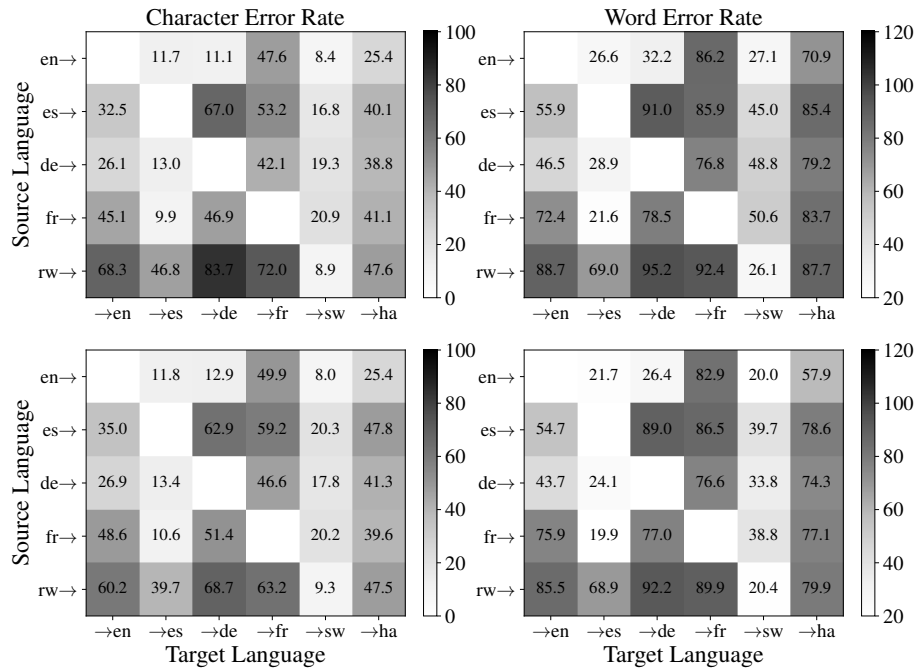 Character Error Rate
Word Error Rate
Source Language
en→ 11.7 11.1 47.6 8.4 25.4
es→ 32.5 67.0 53.2 16.8 40.1
de→ 26.1 13.0 42.1 19.3 38.8
fr→ 45.1 9.9 46.9 20.9 41.1
rw→ 68.3 46.8 83.7 72.0 8.9 47.6
→en →es →de →fr →sw →ha
100
80
60
40
20
0
26.6 32.2 86.2 27.1 70.9
55.9 91.0 85.9 45.0 85.4
46.5 28.9 76.8 48.8 79.2
72.4 21.6 78.5 50.6 83.7
88.7 69.0 95.2 92.4 26.1 87.7
en→
es→
de→
fr→
rw→
→en →es →de →fr →sw →ha
120
100
80
60
40
20
Source Language
en→ 11.8 12.9 49.9 8.0 25.4
es→ 35.0 62.9 59.2 20.3 47.8
de→ 26.9 13.4 46.6 17.8 41.3
fr→ 48.6 10.6 51.4 20.2 39.6
rw→ 60.2 39.7 68.7 63.2 9.3 47.5
→en →es →de →fr →sw →ha
Target Language
100
80
60
40
20
0
en→ 21.7 26.4 82.9 20.0 57.9
es→ 54.7 89.0 86.5 39.7 78.6
de→ 43.7 24.1 76.6 33.8 74.3
fr→ 75.9 19.9 77.0 38.8 77.1
rw→ 85.5 68.9 92.2 89.9 20.4 79.9
→en →es →de →fr →sw →ha
Target Language
120
100
80
60
40
20